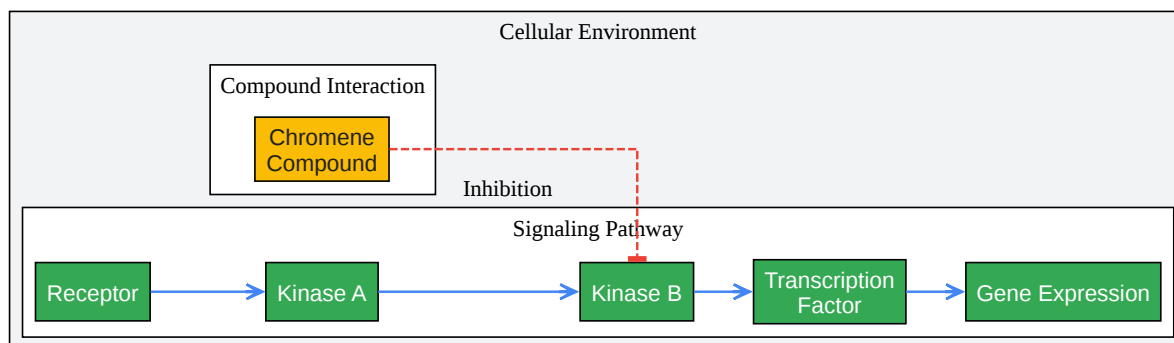 Cellular Environment
Compound Interaction
Chromene
Compound
Inhibition
Signaling Pathway
Receptor
Kinase A
Kinase B
Transcription
Factor
Gene Expression